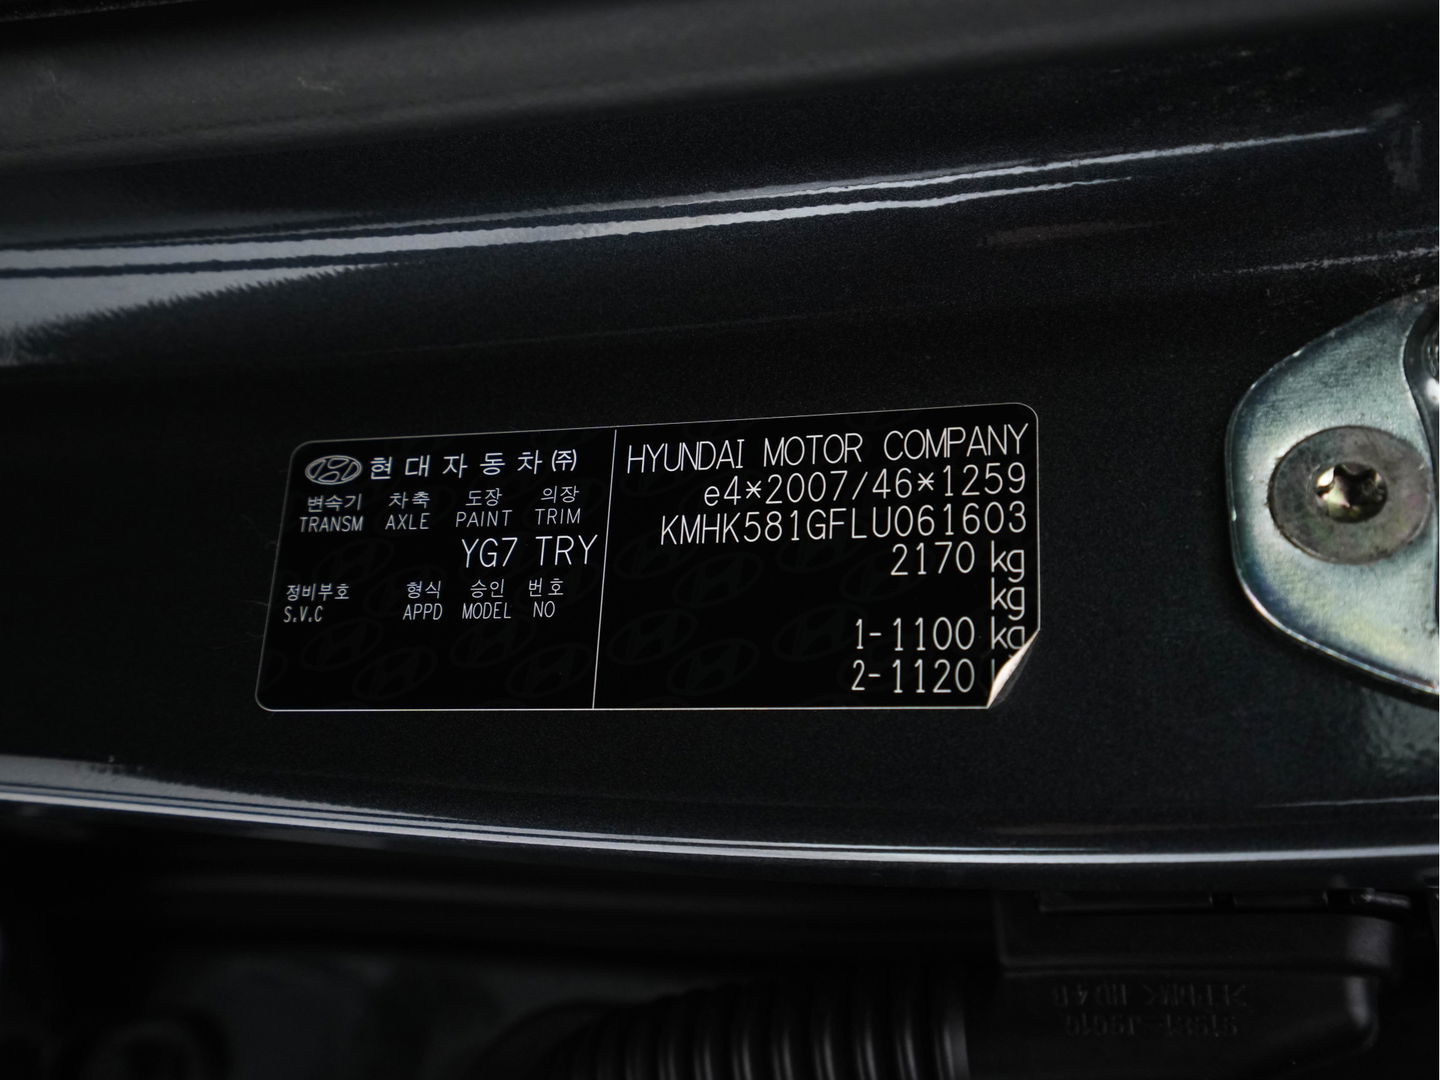 현대자동차㈜
변속기 차축 도장 의장
TRANSM AXLE PAINT TRIM
YG7 TRY
정비부호 형식 승인 번호
S.V.C APPD MODEL NO
HYUNDAI MOTOR COMPANY
e4*2007/46*1259
KMHK581GFLU061603
2170 kg
kg
1-1100 kg
2-1120